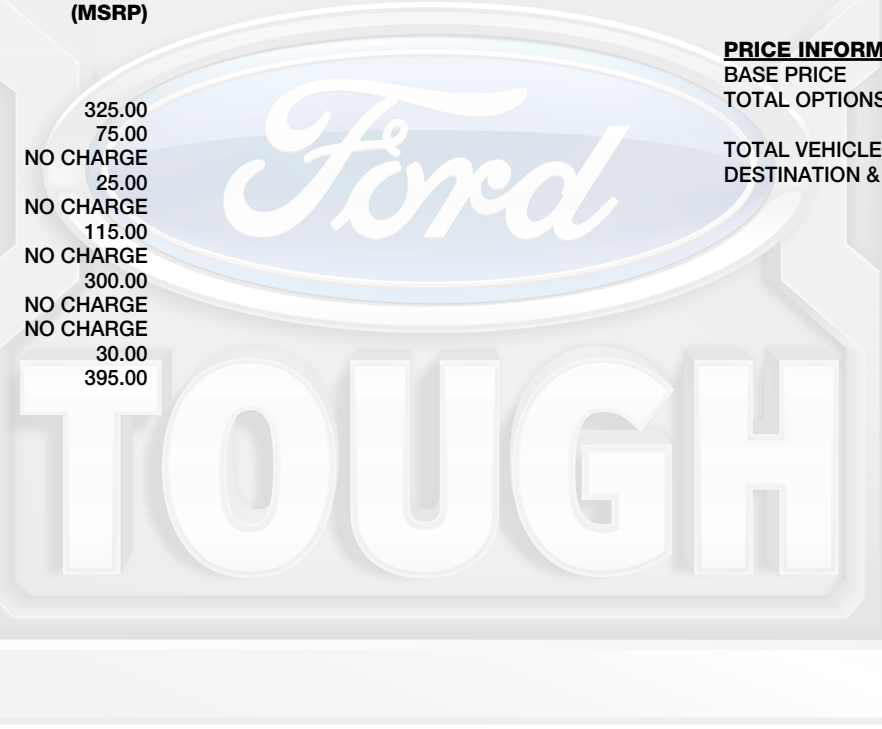 (MSRP)
325.00
75.00
NO CHARGE
25.00
NO CHARGE
115.00
NO CHARGE
300.00
NO CHARGE
NO CHARGE
30.00
395.00
PRICE INFORM
BASE PRICE
TOTAL OPTIONS
TOTAL VEHICLE
DESTINATION &
Ford
TOUGH